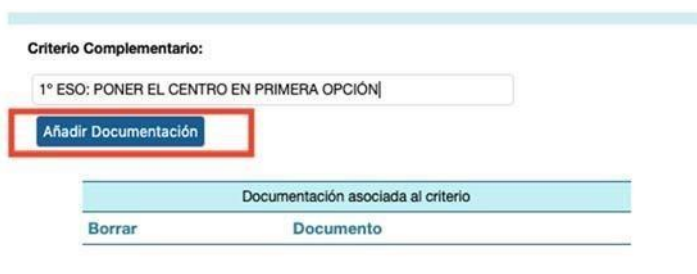 Criterio Complementario:
1º ESO: PONER EL CENTRO EN PRIMERA OPCIÓN
Añadir Documentación
Documentación asociada al criterio
Borrar Documento